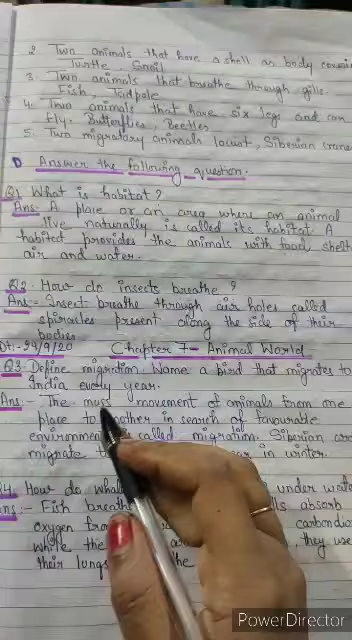 2. Two animals that have a shell as body
Turtle, Snail
3. Two animals that breathe through gills.
Fish, Tadpole
4. Two animals that have six legs and can
fly. Butterflies, Beetles
5. Two migratory animals locust, Siberian crane
D Answer the following question.
Q1 What is habitat?
Ans:- A place or an area where an animal
live naturally is called its habitat. A
habitat provides the animals with food,
air and water.
Q2. How do insects breathe?
Ans:- Insect breathe through air holes called
spiracles present along the side of their
bodies.
Dt:-24/9/20 Chapter 7- Animal World
Q3. Define migration. Name a bird that migrates to
India every year.
Ans:- The mass movement of animals from one
place to another in search of favourable
environment is called migration. Siberian
migrate in winter.
How do under
Fish absorb
oxygen
while the they use
their lungs the
PowerDirector